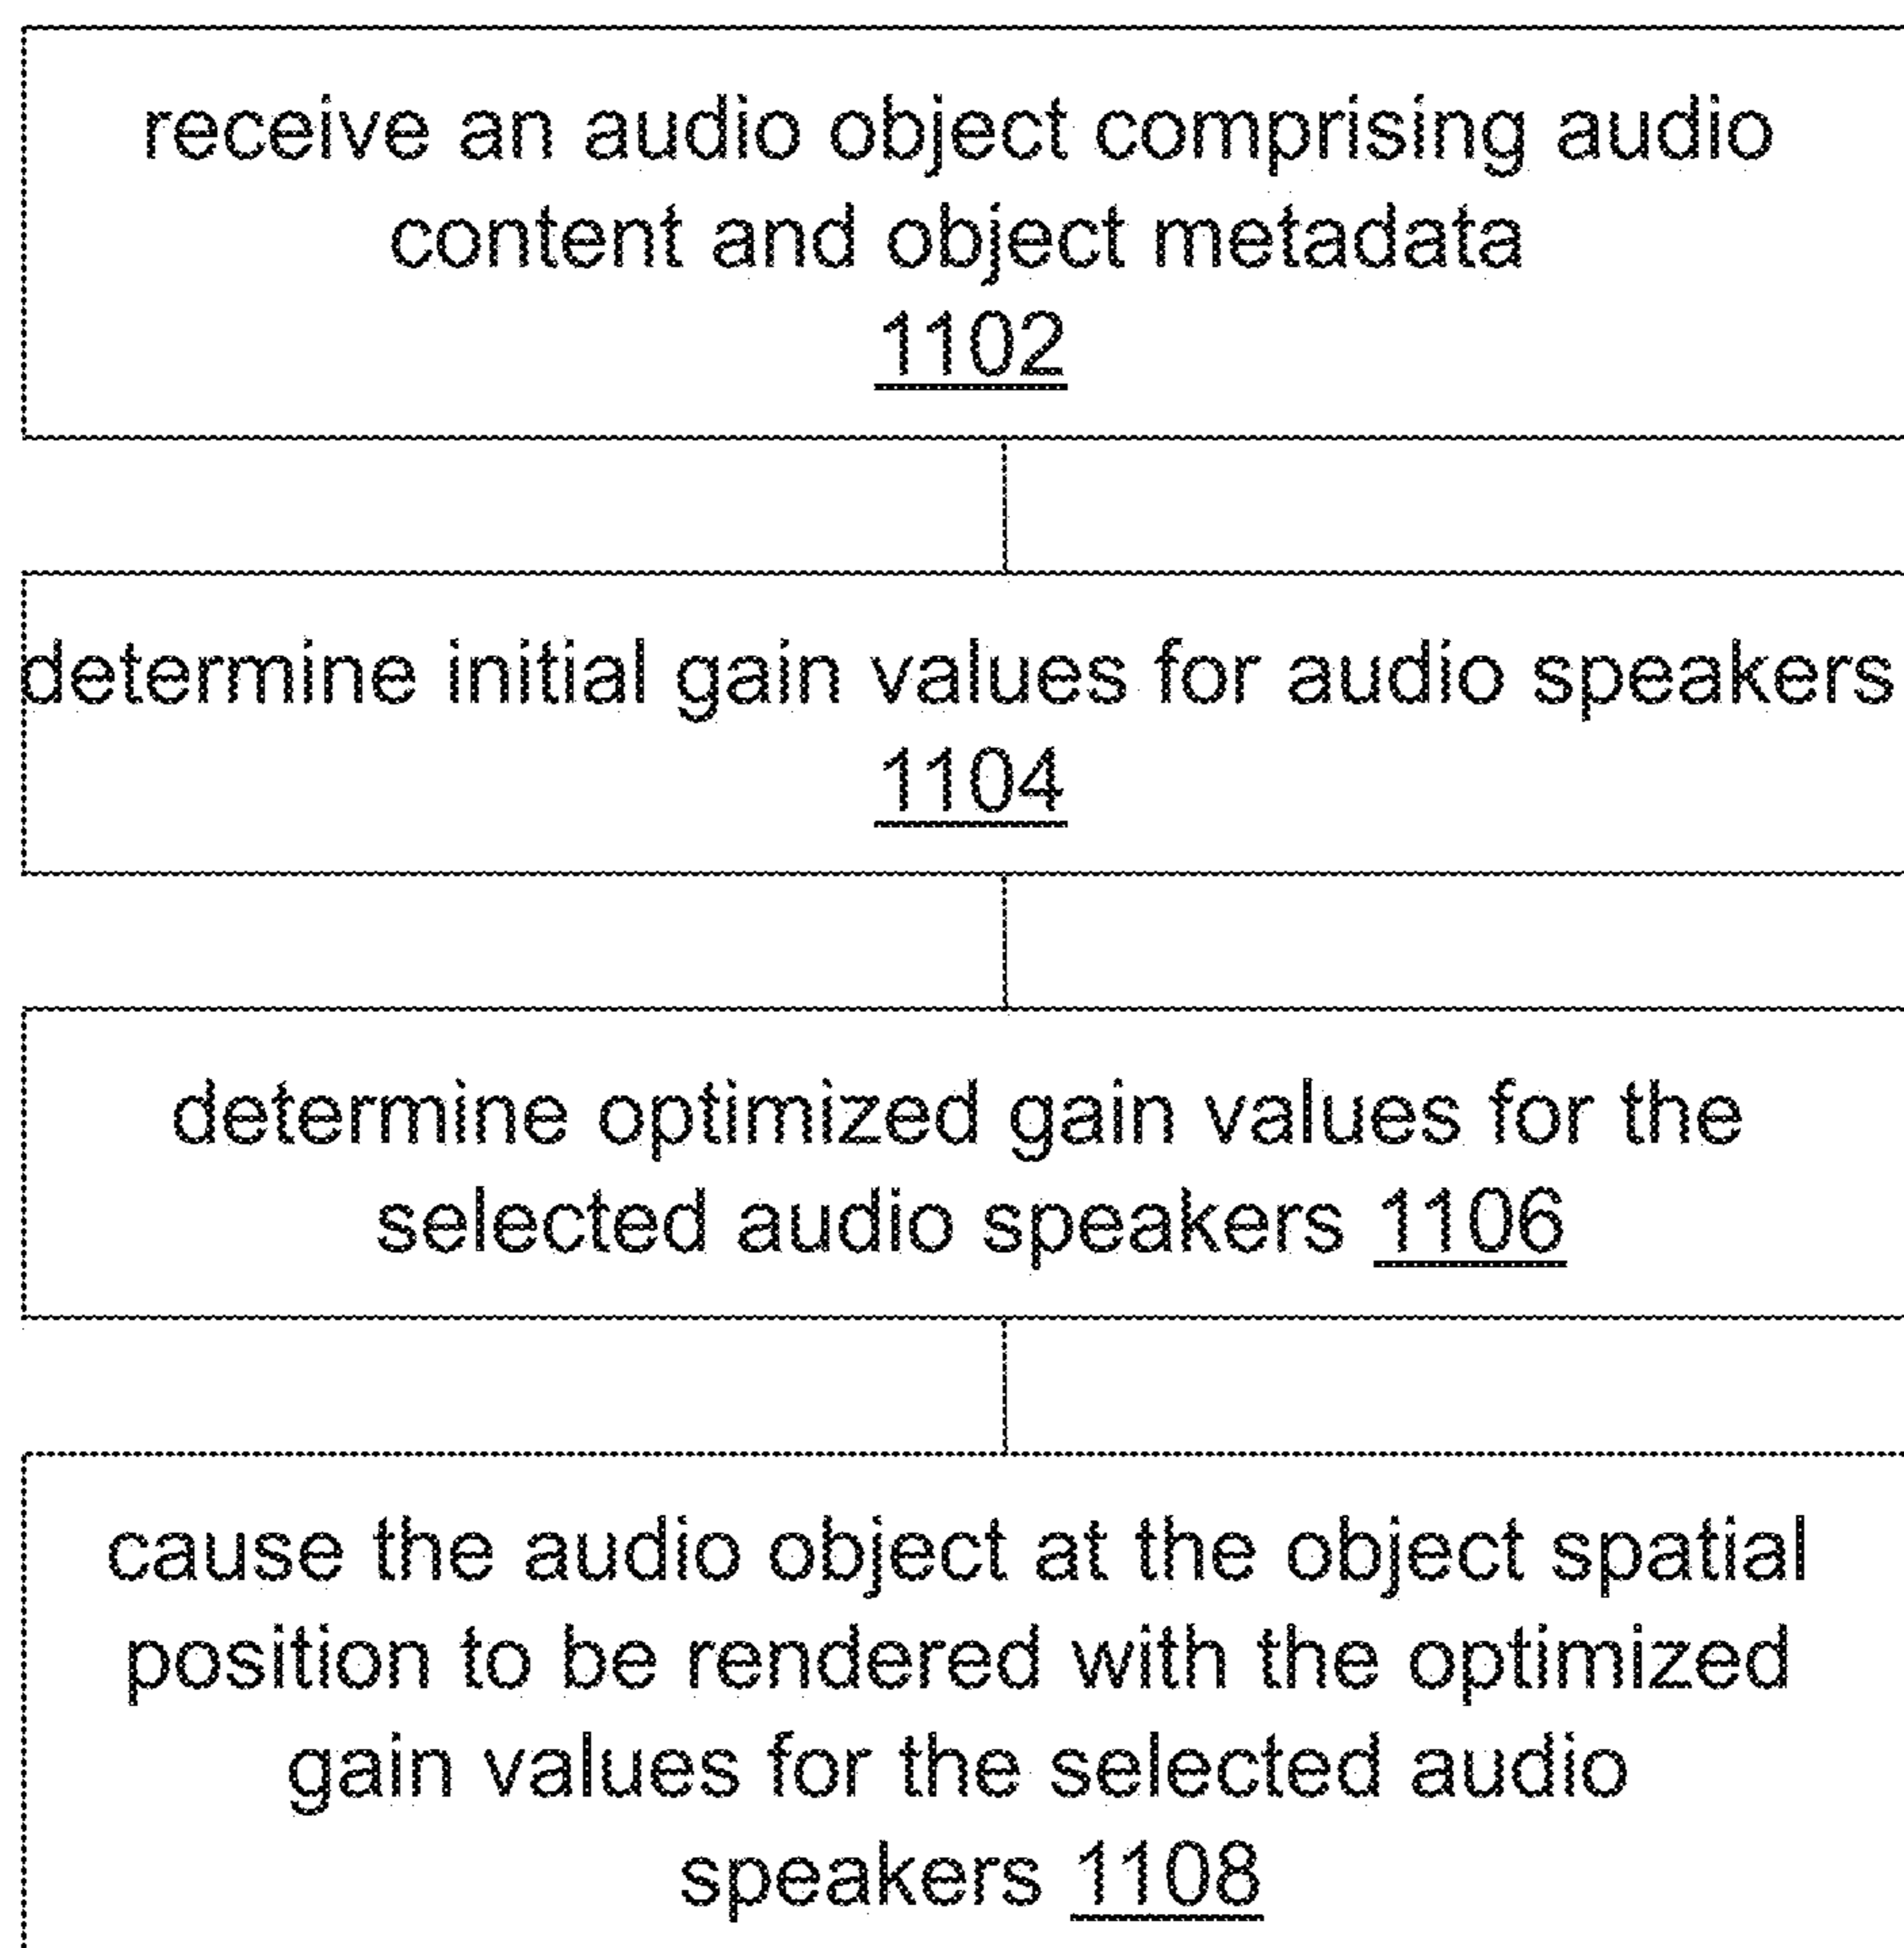 receive an audio object comprising audio
content and object metadata
1102
determine initial gain values for audio speakers
1104
determine optimized gain values for the
selected audio speakers 1106
cause the audio object at the object spatial
position to be rendered with the optimized
gain values for the selected audio
speakers 1108